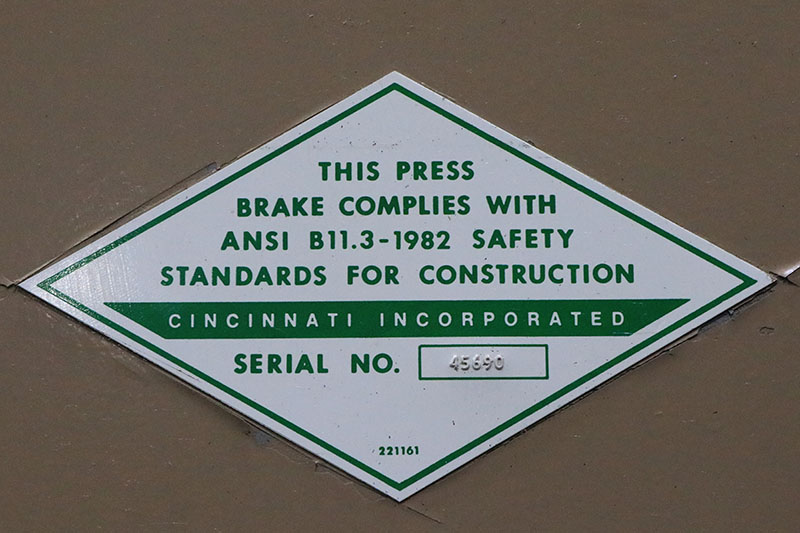 THIS PRESS
BRAKE COMPLIES WITH
ANSI B11.3-1982 SAFETY
STANDARDS FOR CONSTRUCTION
CINCINNATI INCORPORATED
SERIAL NO. 45690
221161